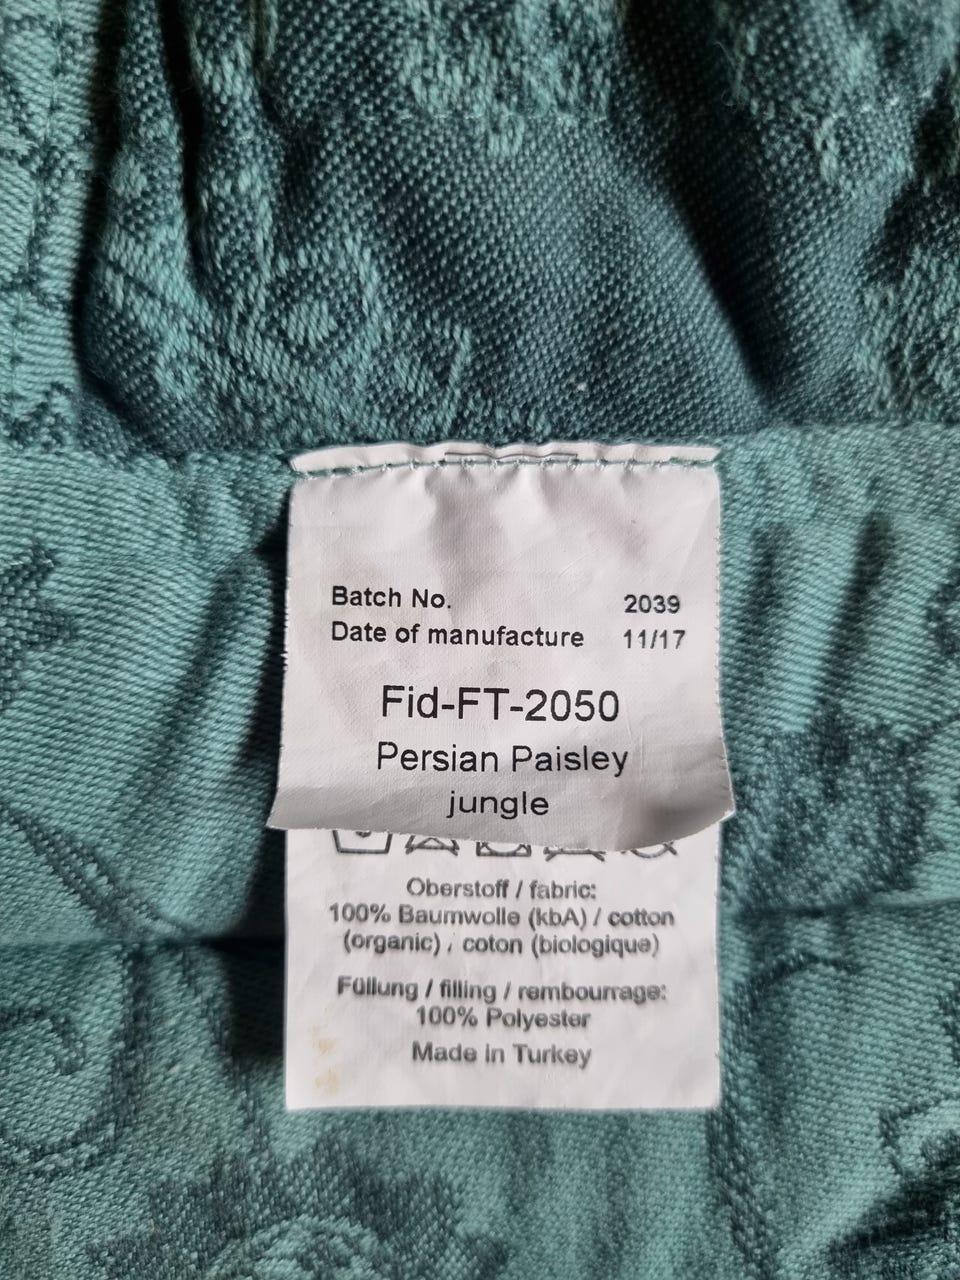 Batch No. 2039
Date of manufacture 11/17
Fid-FT-2050
Persian Paisley
jungle
Oberstoff / fabric:
100% Baumwolle (kbA) / cotton
(organic) , coton (biologique)
Füllung / filling / rembourrage:
100% Polyester
Made in Turkey